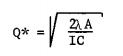 Q* = √(2λA / IC)